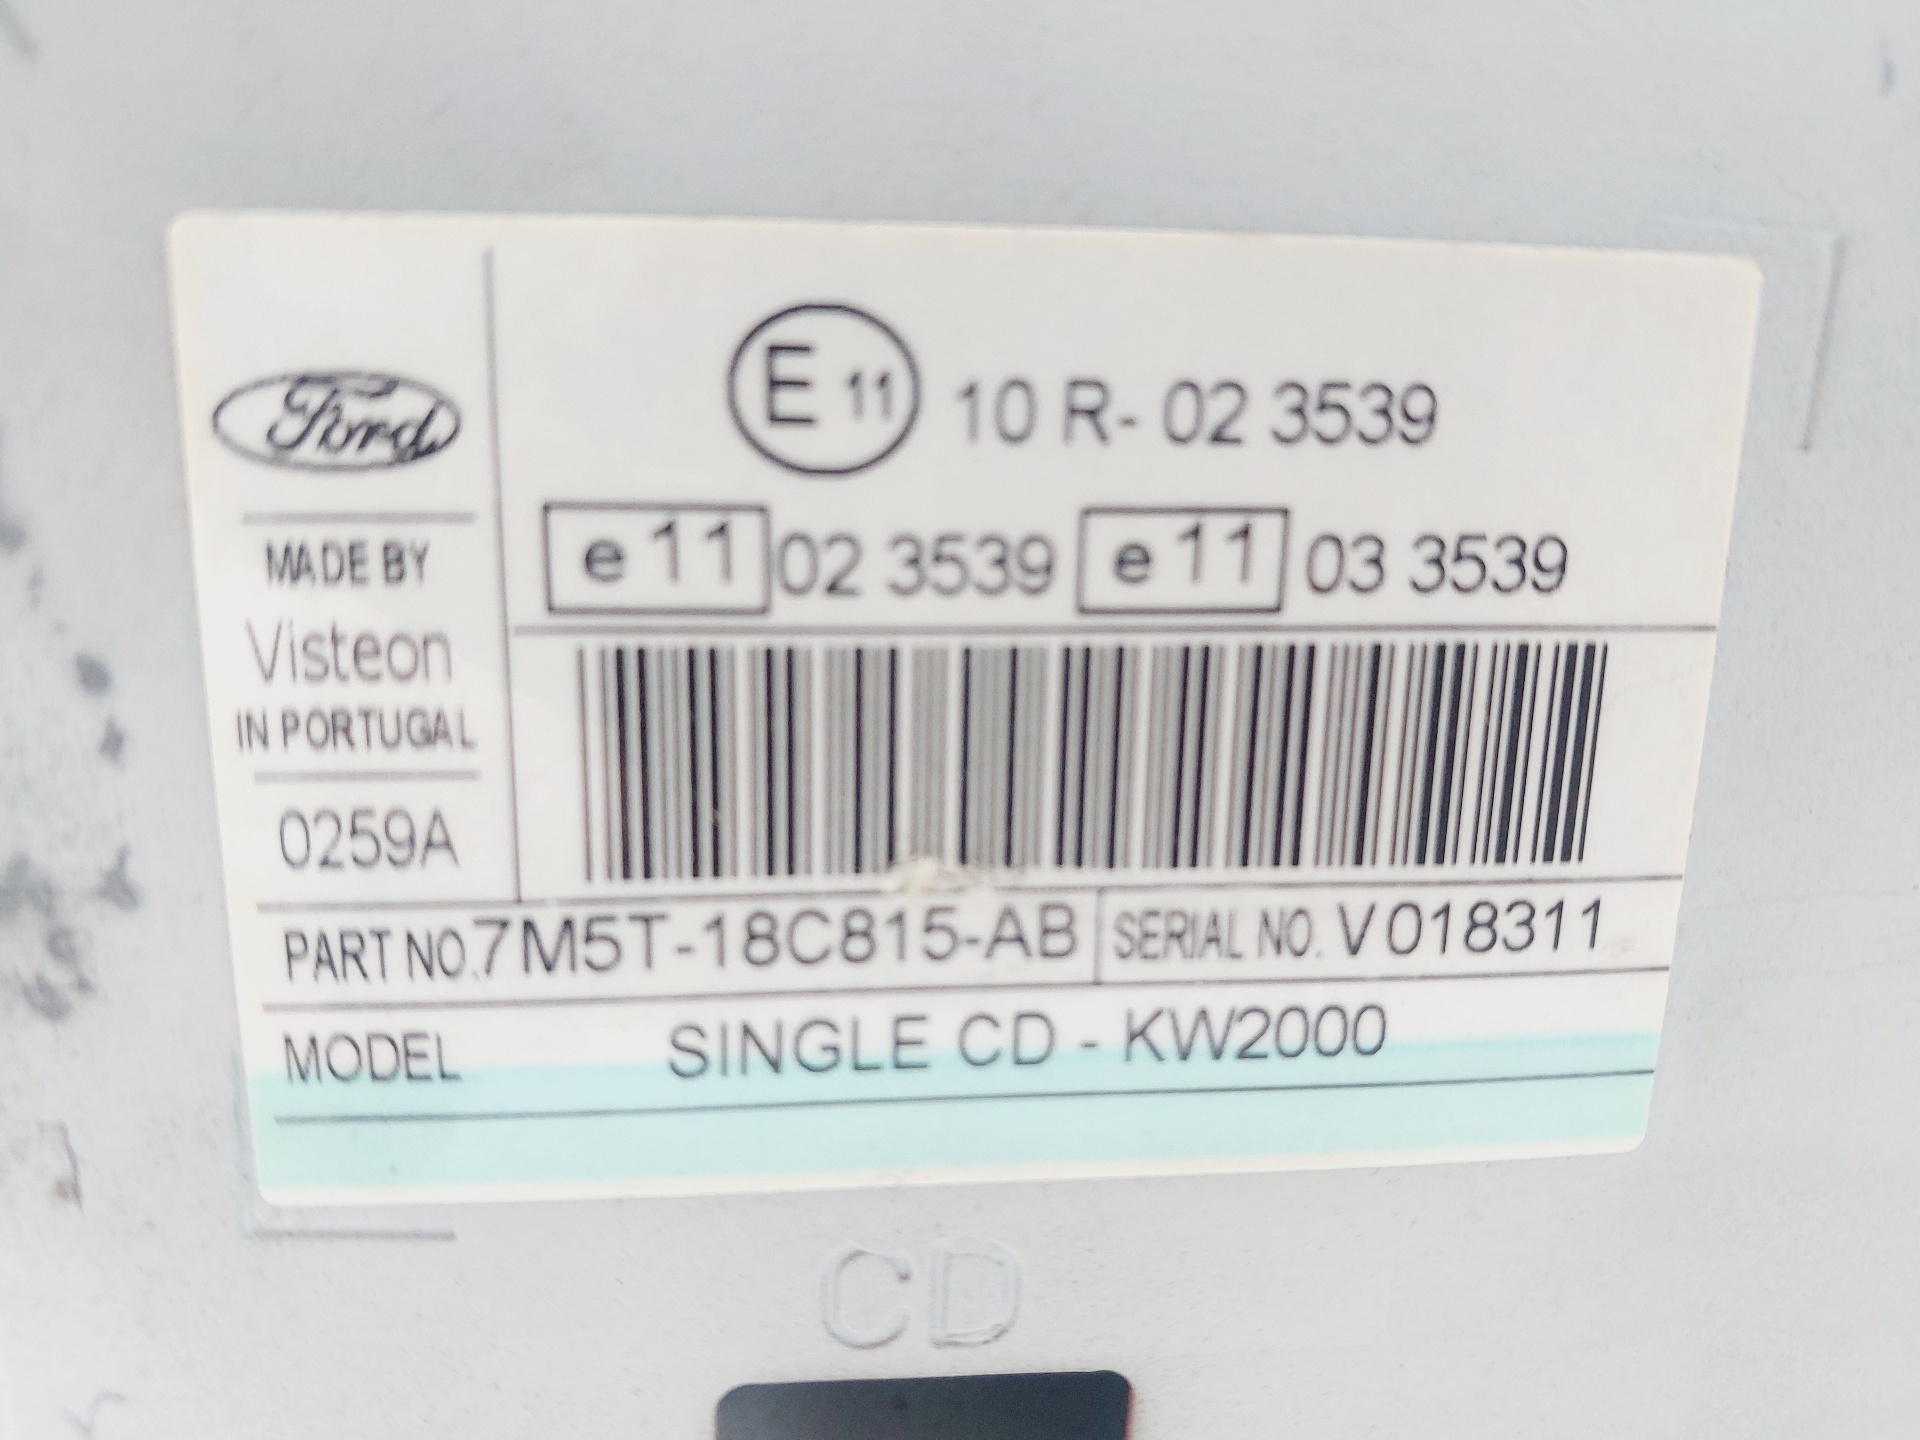 Ford
MADE BY
Visteon
IN PORTUGAL
0259A
E 11 10 R- 02 3539
e 11 02 3539 e 11 03 3539
PART NO. 7M5T-18C815-AB SERIAL NO. V018311
MODEL SINGLE CD - KW2000
CD